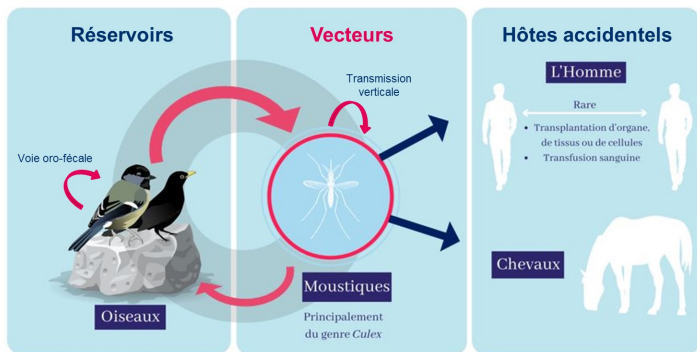 Réservoirs
Voie oro-fécale
Oiseaux
Vecteurs
Transmission
verticale
Moustiques
Principalement
du genre Culex
Hôtes accidentels
L'Homme
Rare
• Transplantation d'organe,
de tissus ou de cellules
• Transfusion sanguine
Chevaux